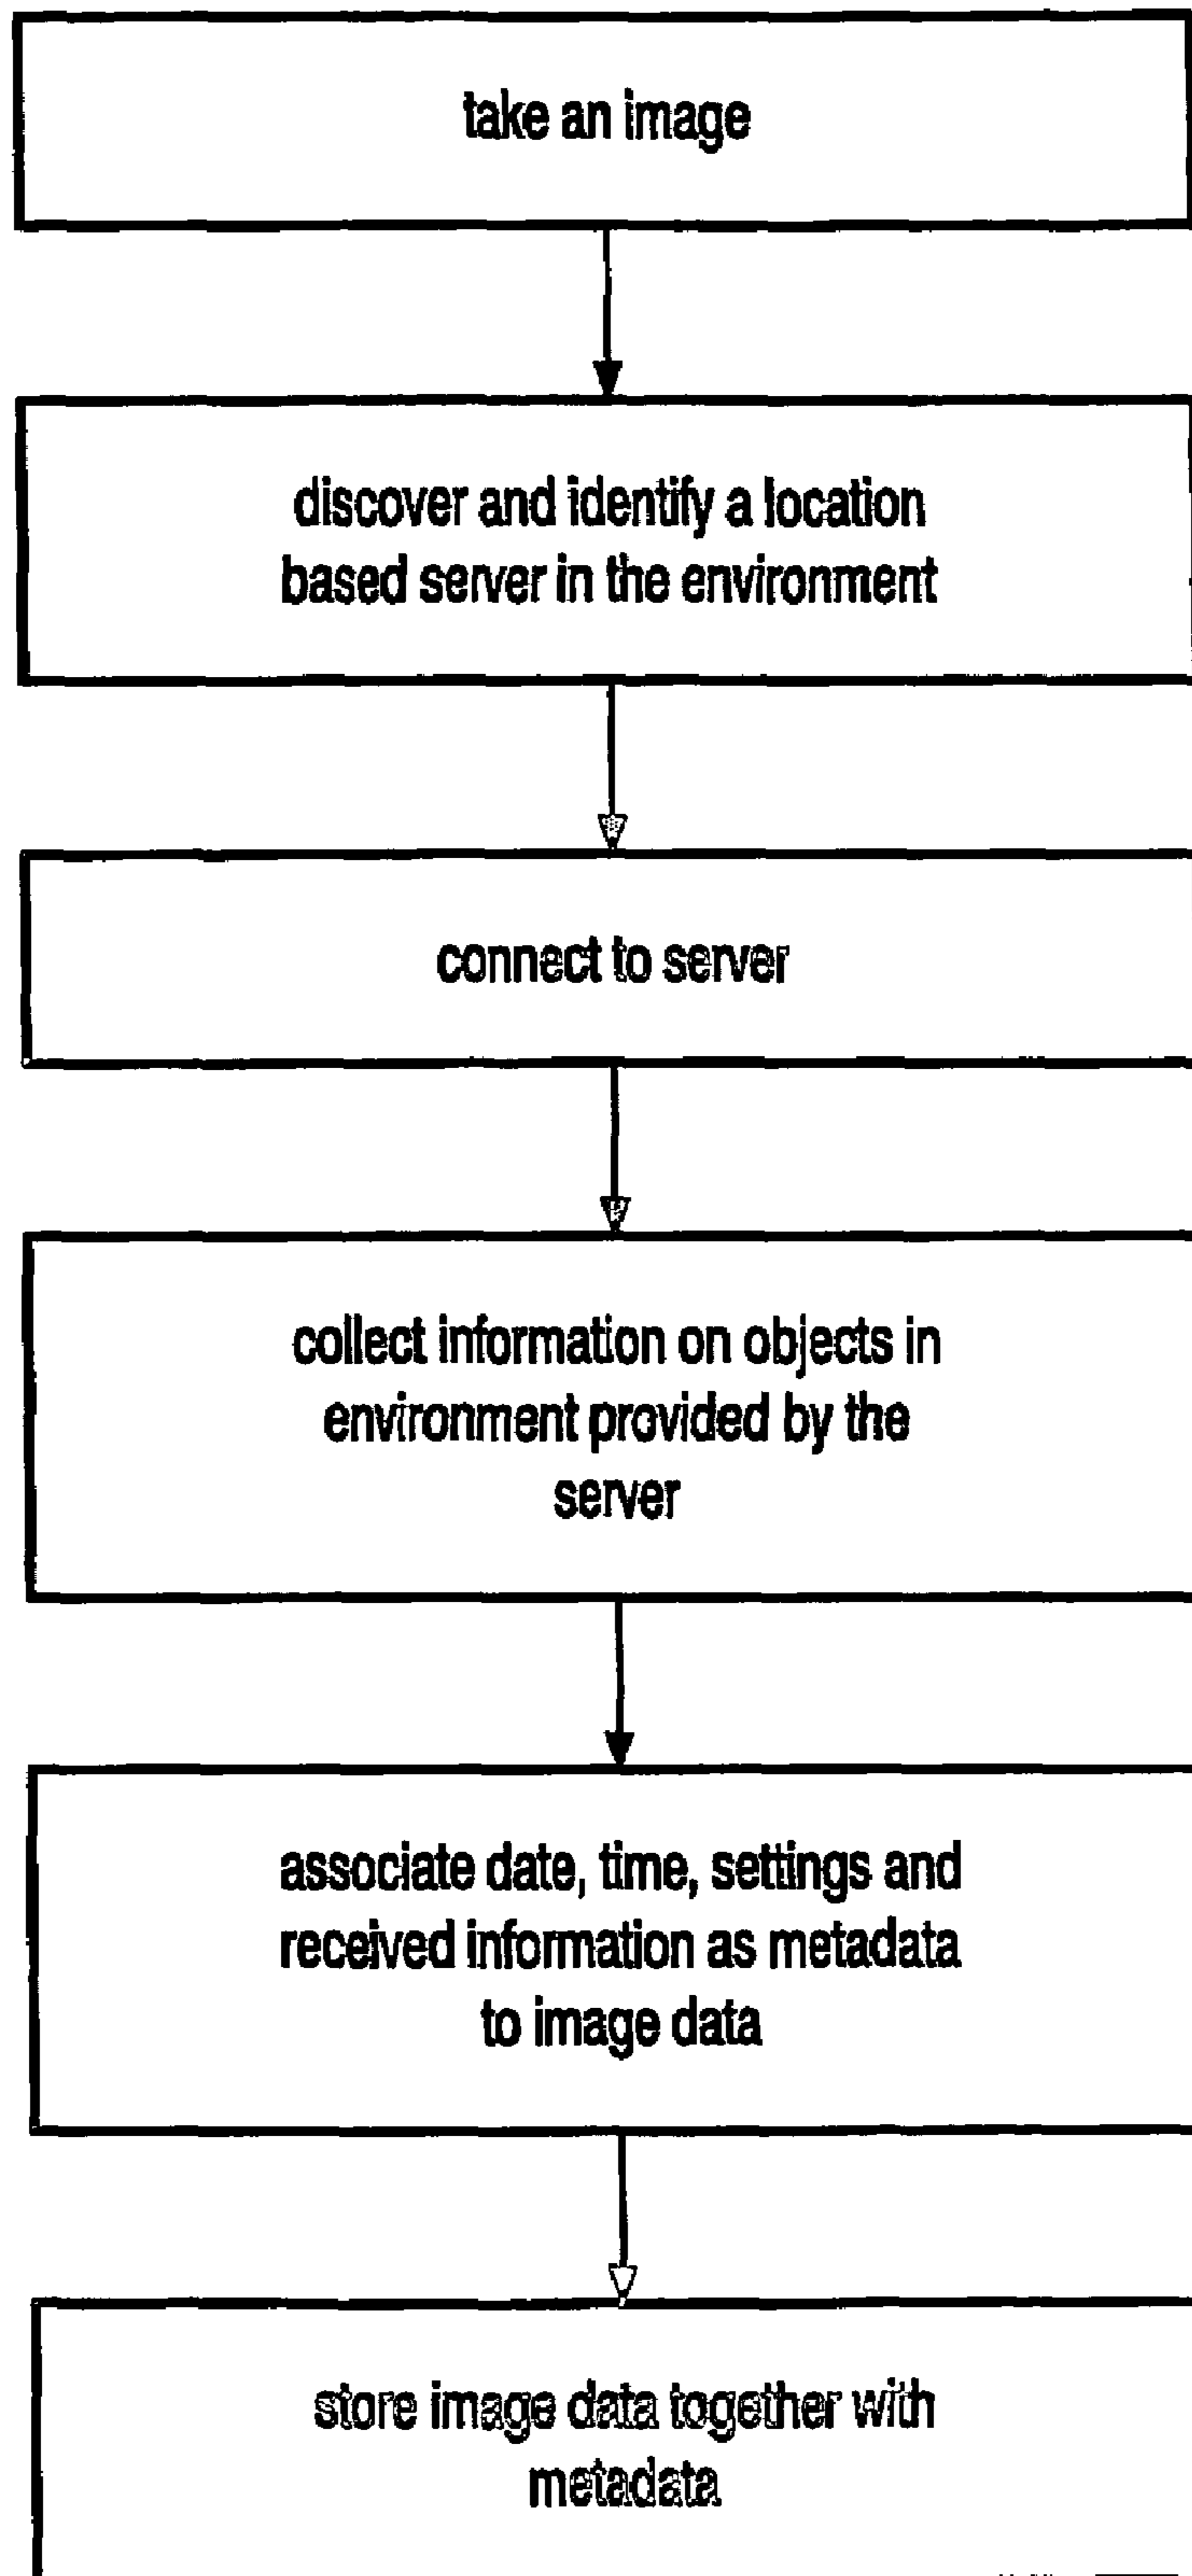 take an image
discover and identify a location
based server in the environment
connect to server
collect information on objects in
environment provided by the
server
associate date, time, settings and
received information as metadata
to image data
store image data together with
metadata